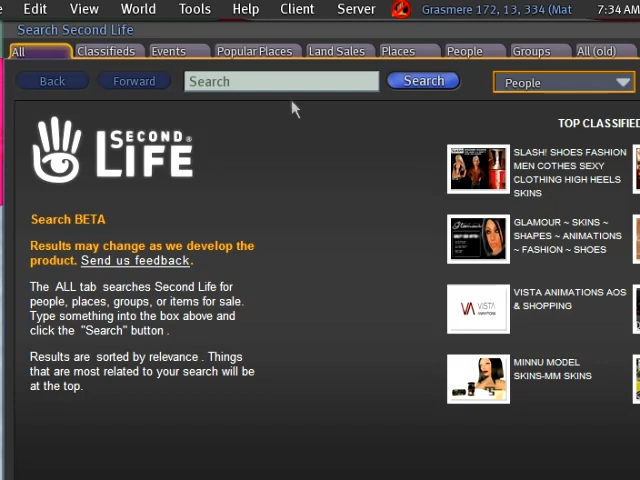 e Edit View World Tools Help Client Server Grasmere 172, 13, 334 (Mat 7:34 AM
Search Second Life
All Classifieds Events Popular Places Land Sales Places People Groups All (old)
Back Forward Search Search People
TOP CLASSIFIED
SECOND LIFE®
SLASH! SHOES FASHION
MEN COTHES SEXY
CLOTHING HIGH HEELS
SKINS
Search BETA
Results may change as we develop the
product. Send us feedback.
The ALL tab searches Second Life for
people, places, groups, or items for sale.
Type something into the box above and
click the "Search" button .
Results are sorted by relevance . Things
that are most related to your search will be
at the top.
GLAMOUR ~ SKINS ~
SHAPES ~ ANIMATIONS
~ FASHION ~ SHOES
VISTA ANIMATIONS AOS
& SHOPPING
VISTA
MINNU MODEL
SKINS-MM SKINS